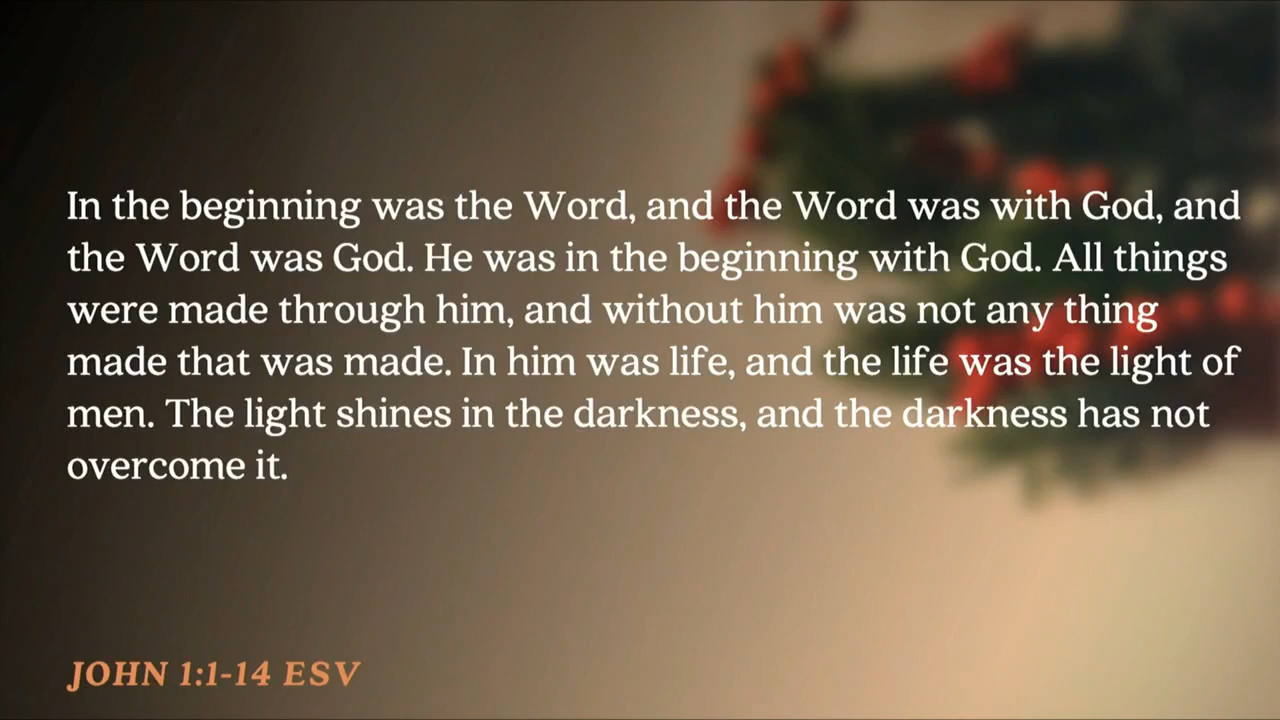 In the beginning was the Word, and the Word was with God, and
the Word was God. He was in the beginning with God. All things
were made through him, and without him was not any thing
made that was made. In him was life, and the life was the light of
men. The light shines in the darkness, and the darkness has not
overcome it.
JOHN 1:1-14 ESV